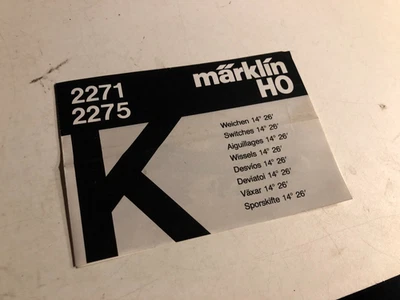 2271
2275
märklin
HO
K
Weichen 14° 26'
Switches 14° 26'
Aiguillages 14° 26'
Wissels 14° 26'
Desvios 14° 26'
Deviatoi 14° 26'
Växar 14° 26'
Sporskifte 14° 26'